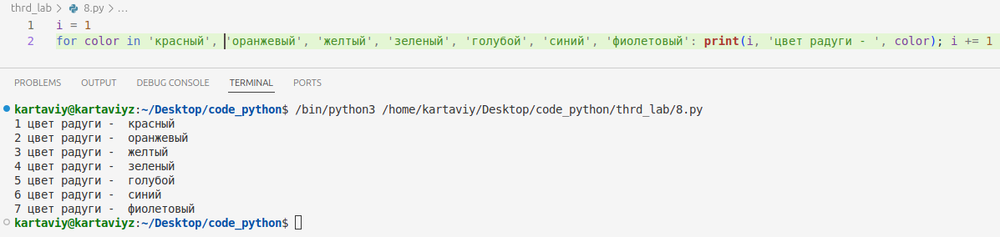 thrd_lab > 8.py > ...
1 i = 1
2 for color in 'красный', 'оранжевый', 'желтый', 'зеленый', 'голубой', 'синий', 'фиолетовый': print(i, 'цвет радуги - ', color); i += 1
PROBLEMS OUTPUT DEBUG CONSOLE TERMINAL PORTS
kartaviy@kartaviyz:~/Desktop/code_python$ /bin/python3 /home/kartaviy/Desktop/code_python/thrd_lab/8.py
1 цвет радуги -  красный
2 цвет радуги -  оранжевый
3 цвет радуги -  желтый
4 цвет радуги -  зеленый
5 цвет радуги -  голубой
6 цвет радуги -  синий
7 цвет радуги -  фиолетовый
kartaviy@kartaviyz:~/Desktop/code_python$